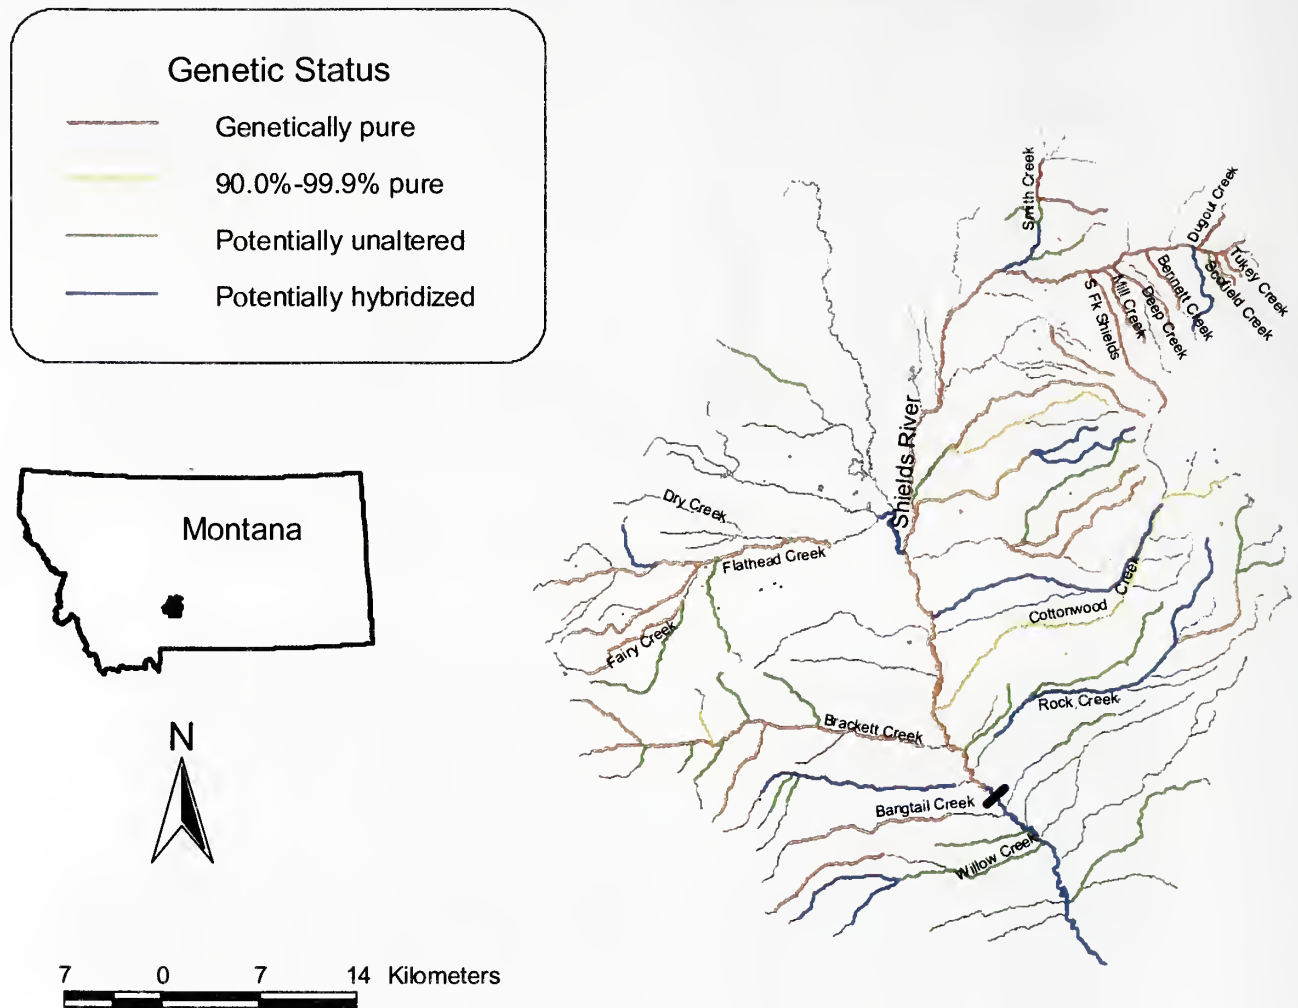 Genetic Status
Genetically pure
90.0%-99.9% pure
Potentially unaltered
Potentially hybridized
Montana
N
7 0 7 14 Kilometers
Smith Creek
Dugout Creek
Tukey Creek
Scofield Creek
Bennett Creek
Deep Creek
Mill Creek
S Fk Shields
Shields River
Dry Creek
Flathead Creek
Fairy Creek
Cottonwood Creek
Rock Creek
Brackett Creek
Bangtail Creek
Willow Creek